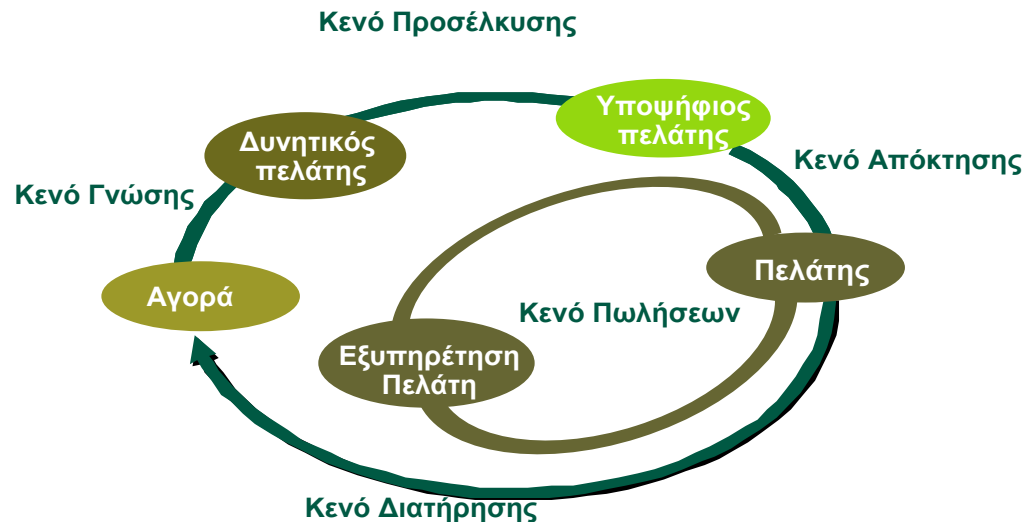 Κενό Προσέλκυσης
Υποψήφιος
πελάτης
Δυνητικός
πελάτης
Κενό Απόκτησης
Κενό Γνώσης
Πελάτης
Αγορά
Κενό Πωλήσεων
Εξυπηρέτηση
Πελάτη
Κενό Διατήρησης